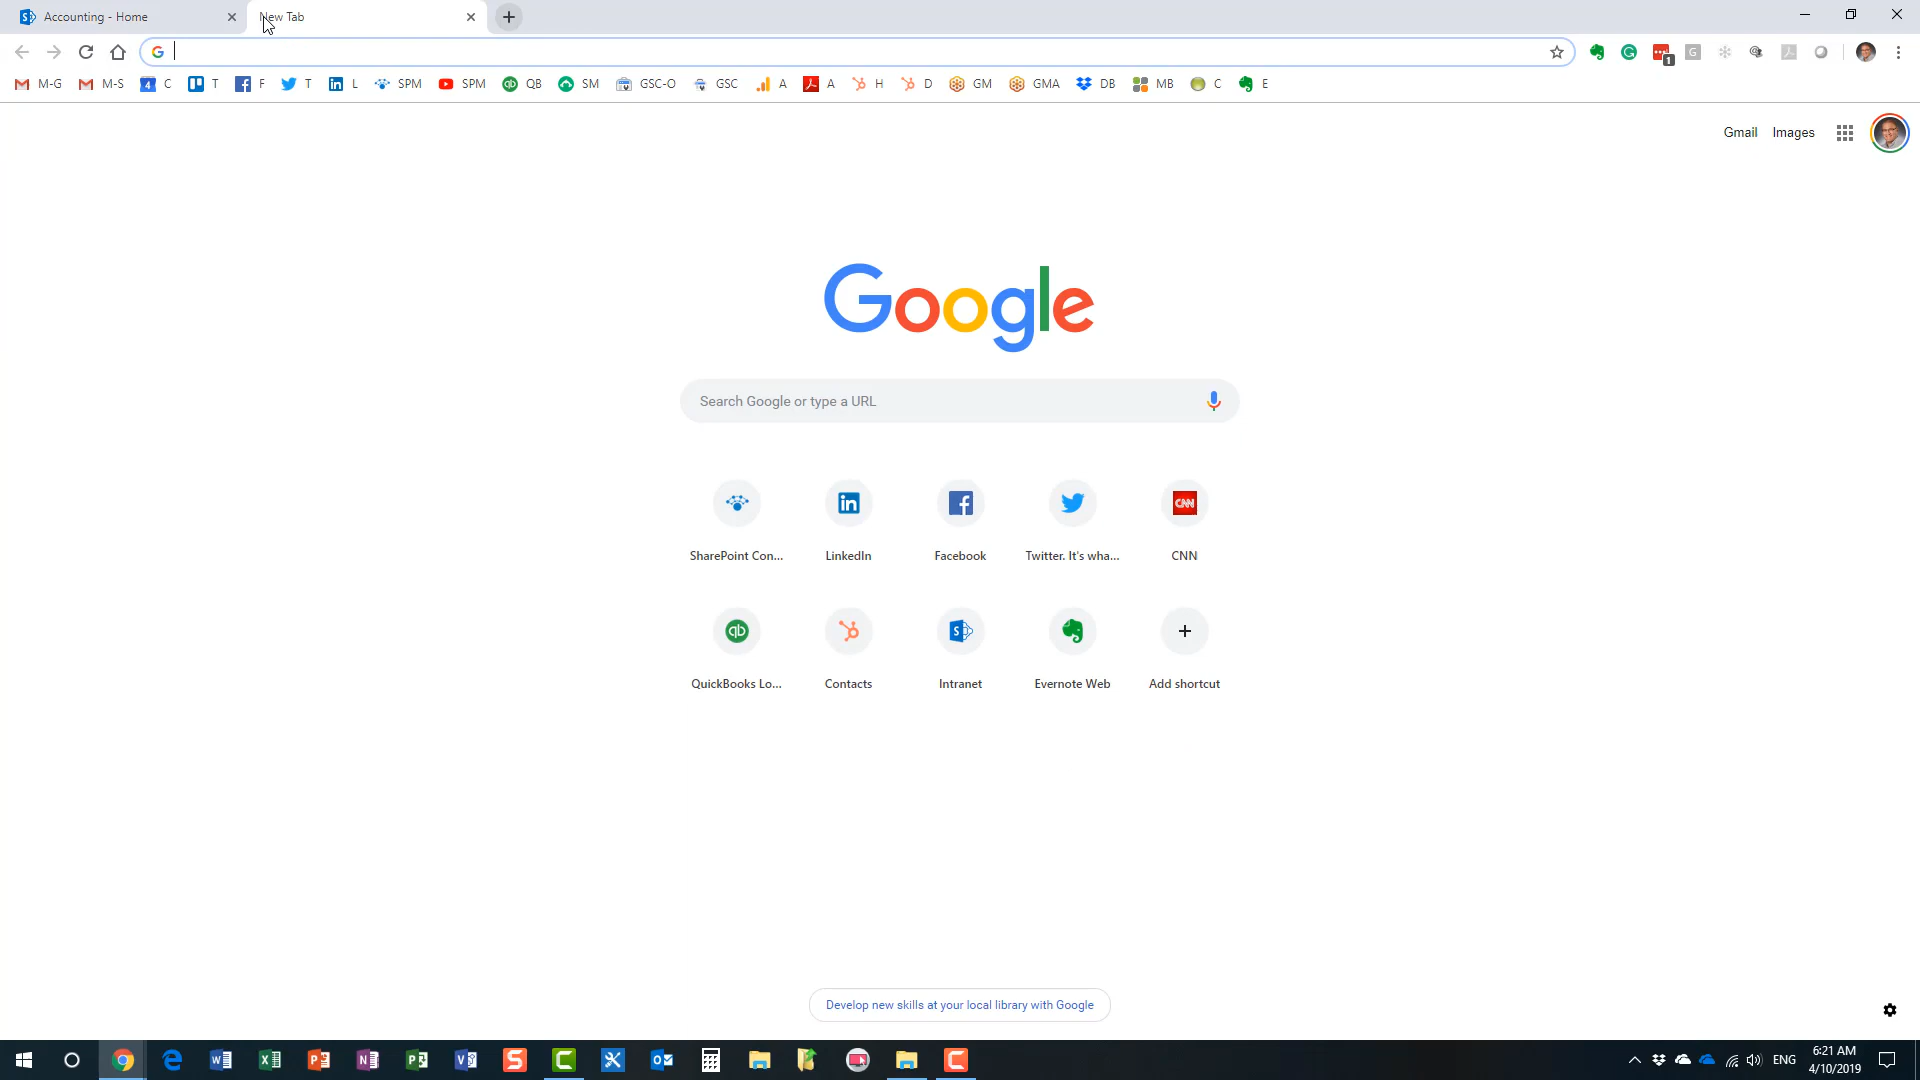 Accounting - Home
New Tab
M-G M-S C T F T L SPM SPM QB SM GSC-O GSC A A H D GM GMA DB MB C E
Gmail Images
Google
Search Google or type a URL
SharePoint Con... LinkedIn Facebook Twitter. It's wha... CNN
QuickBooks Lo... Contacts Intranet Evernote Web Add shortcut
Develop new skills at your local library with Google
ENG
6:21 AM
4/10/2019